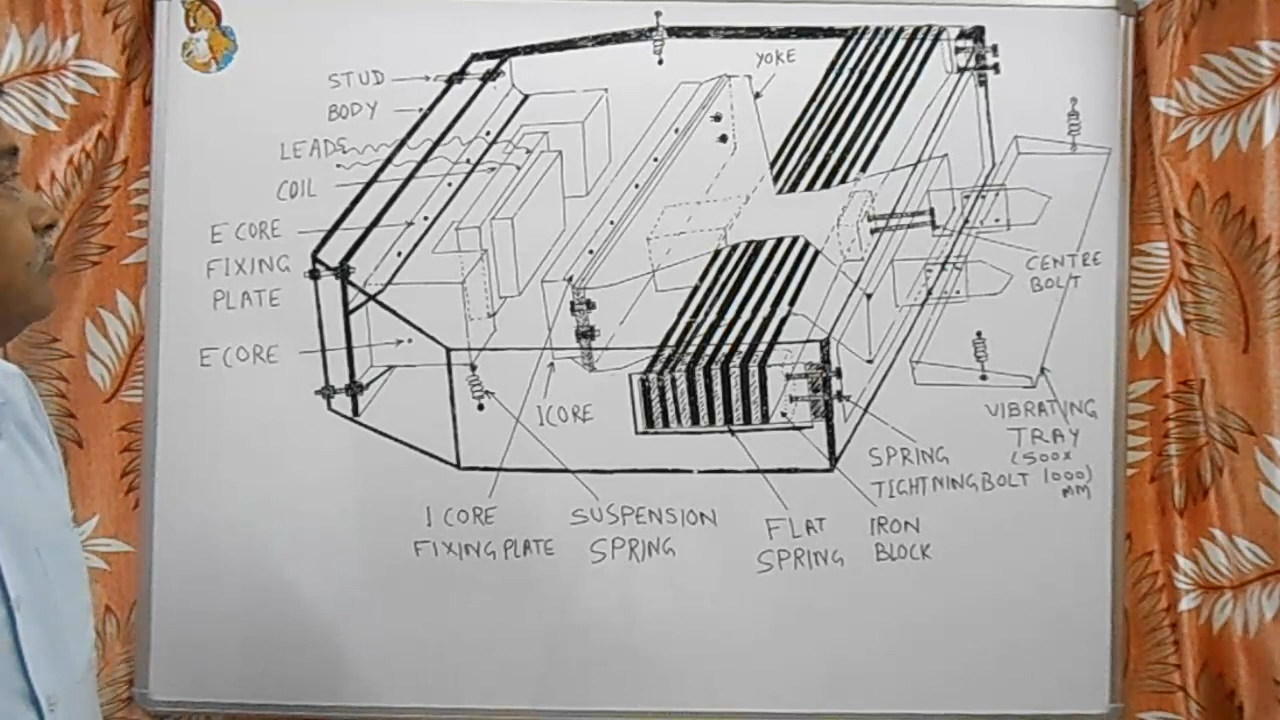 YOKE
STUD
BODY
LEADS
COIL
E CORE
FIXING
PLATE
E CORE
CENTRE
BOLT
I CORE
VIBRATING
TRAY
(500X
1000)
MM
SPRING
TIGHTNING BOLT
I CORE
FIXING PLATE
SUSPENSION
SPRING
FLAT
SPRING
IRON
BLOCK